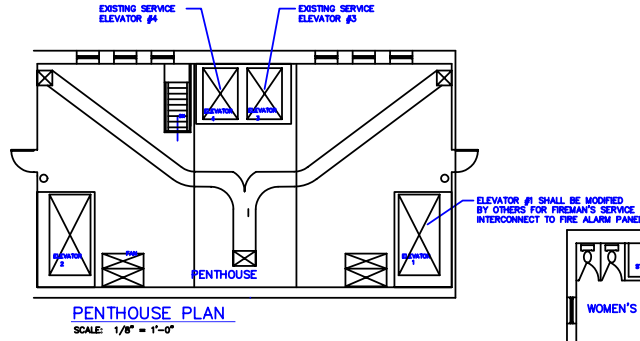 EXISTING SERVICE
ELEVATOR #4
EXISTING SERVICE
ELEVATOR #3
ELEVATOR
4
ELEVATOR
3
ELEVATOR #1 SHALL BE MODIFIED
BY OTHERS FOR FIREMAN'S SERVICE
INTERCONNECT TO FIRE ALARM PANEL
ELEVATOR
2
FAN
ELEVATOR
1
PENTHOUSE
WOMEN'S
PENTHOUSE PLAN
SCALE: 1/8" = 1'-0"